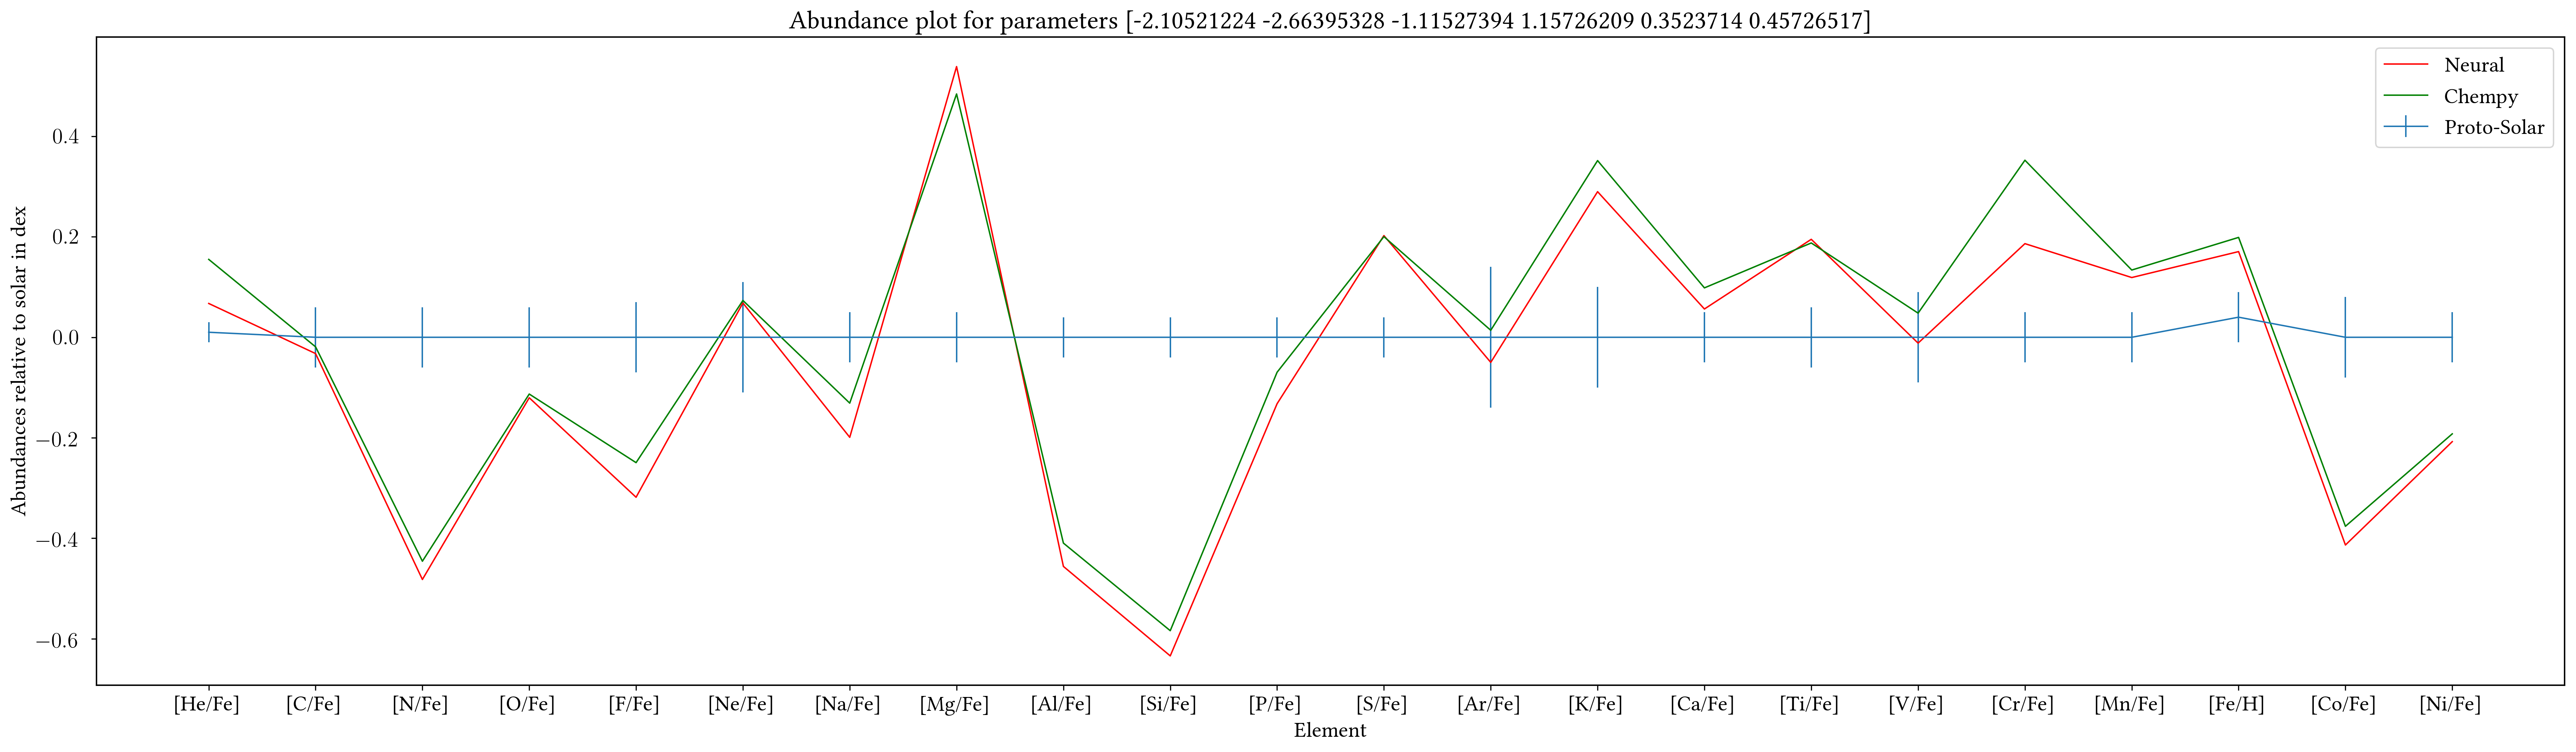 Abundance plot for parameters [-2.10521224 -2.66395328 -1.11527394 1.15726209 0.3523714 0.45726517]
Neural
Chempy
Proto-Solar
Abundances relative to solar in dex
0.4
0.2
0.0
−0.2
−0.4
−0.6
[He/Fe] [C/Fe] [N/Fe] [O/Fe] [F/Fe] [Ne/Fe] [Na/Fe] [Mg/Fe] [Al/Fe] [Si/Fe] [P/Fe] [S/Fe] [Ar/Fe] [K/Fe] [Ca/Fe] [Ti/Fe] [V/Fe] [Cr/Fe] [Mn/Fe] [Fe/H] [Co/Fe] [Ni/Fe]
Element